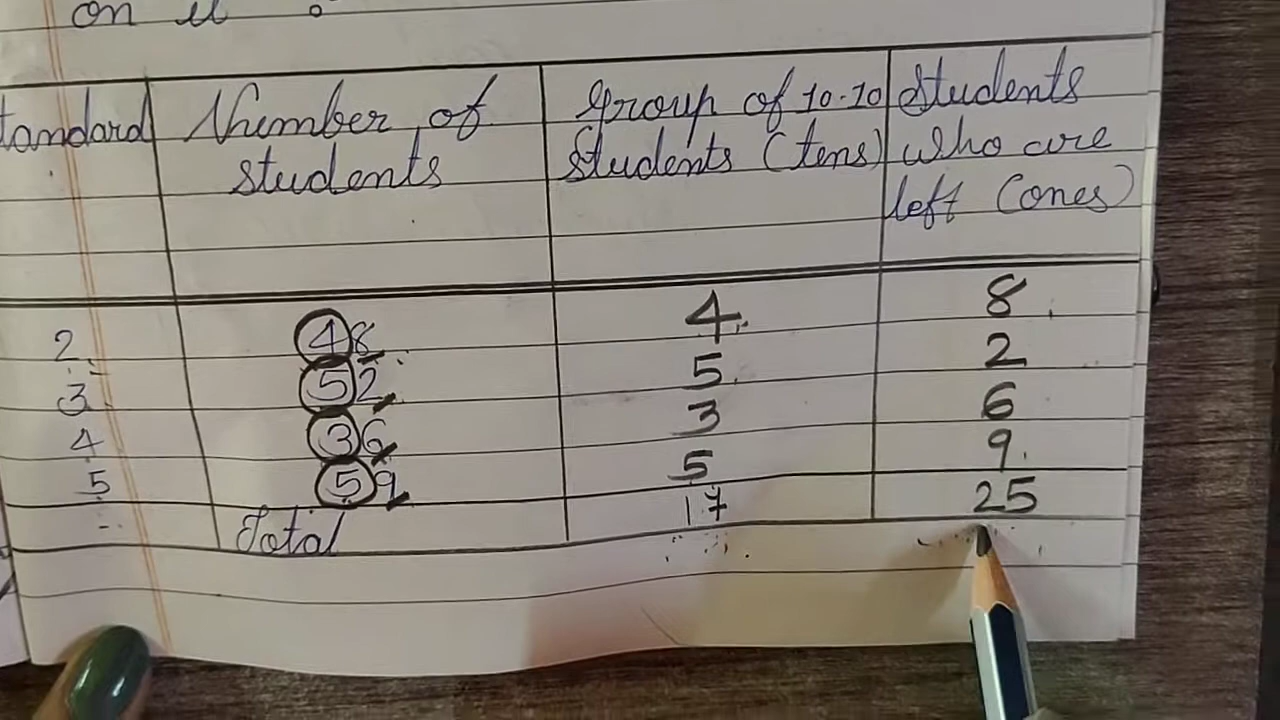 on it :
tandard Number of students Group of 10-10 students (tens) Students who are left (ones)
2 48 4 8
3 52 5 2
4 36 3 6
5 59 5 9
Total 17 25